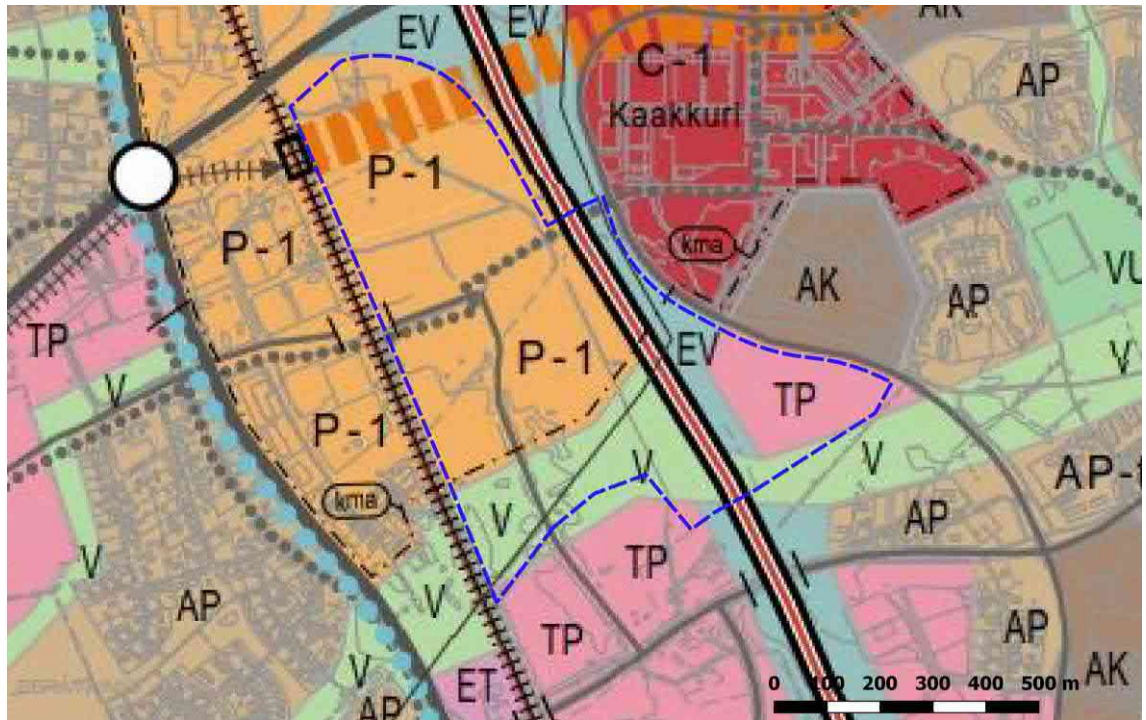 EV
EV
AK
C-1
AP
Kaakkuri
P-1
P-1
kma
VU
TP
AK
AP
EV
V
V
P-1
TP
P-1
V
V
AP-
kma
V
AP
V
TP
V
AP
TP
AP
V
ET
AK
AP
0 100 200 300 400 500 m